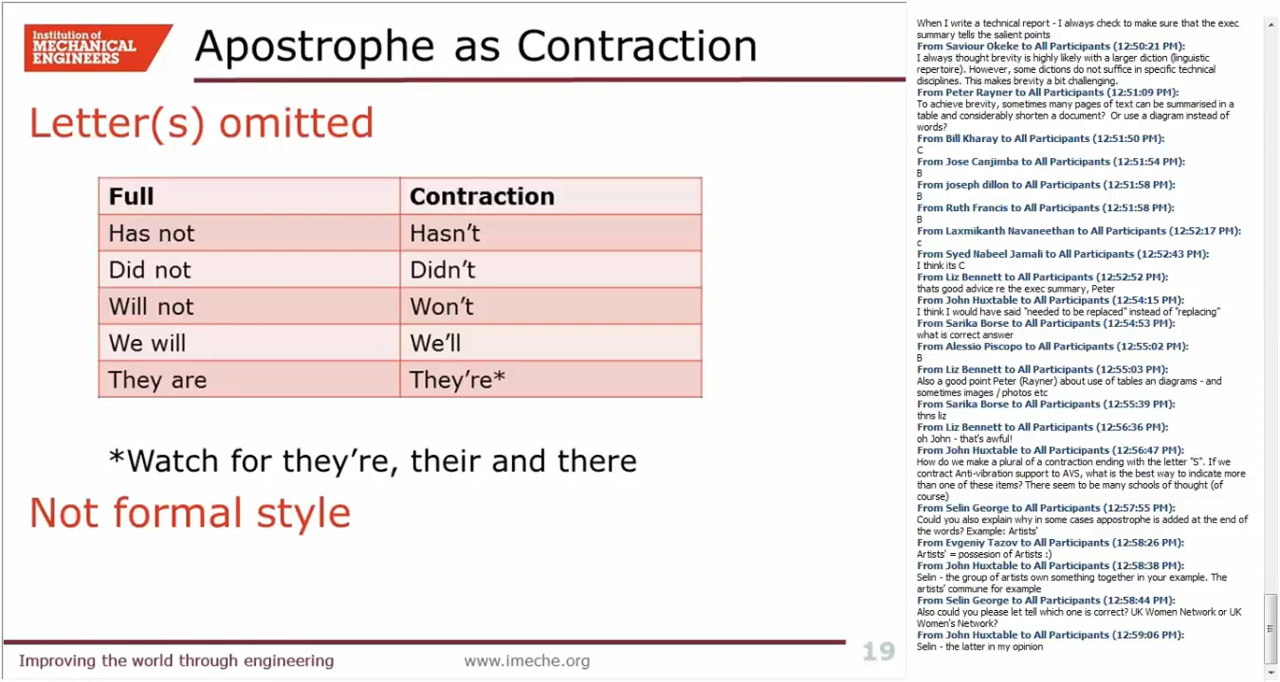 Institution of
MECHANICAL
ENGINEERS
Apostrophe as Contraction
Letter(s) omitted
Full Contraction
Has not Hasn’t
Did not Didn’t
Will not Won’t
We will We’ll
They are They’re*
*Watch for they’re, their and there
Not formal style
Improving the world through engineering
www.imeche.org
19
When I write a technical report - I always check to make sure that the exec
summary tells the salient points
From Saviour Okeke to All Participants (12:50:21 PM):
I always thought brevity is highly likely with a larger diction (linguistic
repertoire). However, some dictions do not suffice in specific technical
disciplines. This makes brevity a bit challenging.
From Peter Rayner to All Participants (12:51:09 PM):
To achieve brevity, sometimes many pages of text can be summarised in a
table and considerably shorten a document? Or use a diagram instead of
words?
From Bill Kharay to All Participants (12:51:50 PM):
C
From Jose Canjimba to All Participants (12:51:54 PM):
B
From joseph dillon to All Participants (12:51:58 PM):
B
From Ruth Francis to All Participants (12:51:58 PM):
B
From Laxmikanth Navaneethan to All Participants (12:52:17 PM):
c
From Syed Nabeel Jamali to All Participants (12:52:43 PM):
I think its C
From Liz Bennett to All Participants (12:52:52 PM):
thats good advice re the exec summary, Peter
From John Huxtable to All Participants (12:54:15 PM):
I think I would have said "needed to be replaced" instead of "replacing"
From Sarika Borse to All Participants (12:54:53 PM):
what is correct answer
From Alessio Piscopo to All Participants (12:55:02 PM):
B
From Liz Bennett to All Participants (12:55:03 PM):
Also a good point Peter (Rayner) about use of tables an diagrams - and
sometimes images / photos etc
From Sarika Borse to All Participants (12:55:39 PM):
thns liz
From Liz Bennett to All Participants (12:56:36 PM):
oh John - that's awful!
From John Huxtable to All Participants (12:56:47 PM):
How do we make a plural of a contraction ending with the letter "S". If we
contract Anti-vibration support to AVS, what is the best way to indicate more
than one of these items? There seem to be many schools of thought (of
course)
From Selin George to All Participants (12:57:55 PM):
Could you also explain why in some cases appostrophe is added at the end of
the words? Example: Artists'
From Evgeniy Tazov to All Participants (12:58:26 PM):
Artists' = possesion of Artists :)
From John Huxtable to All Participants (12:58:38 PM):
Selin - the group of artists own something together in your example. The
artists' commune for example
From Selin George to All Participants (12:58:44 PM):
Also could you please let tell which one is correct? UK Women Network or UK
Women's Network?
From John Huxtable to All Participants (12:59:06 PM):
Selin - the latter in my opinion